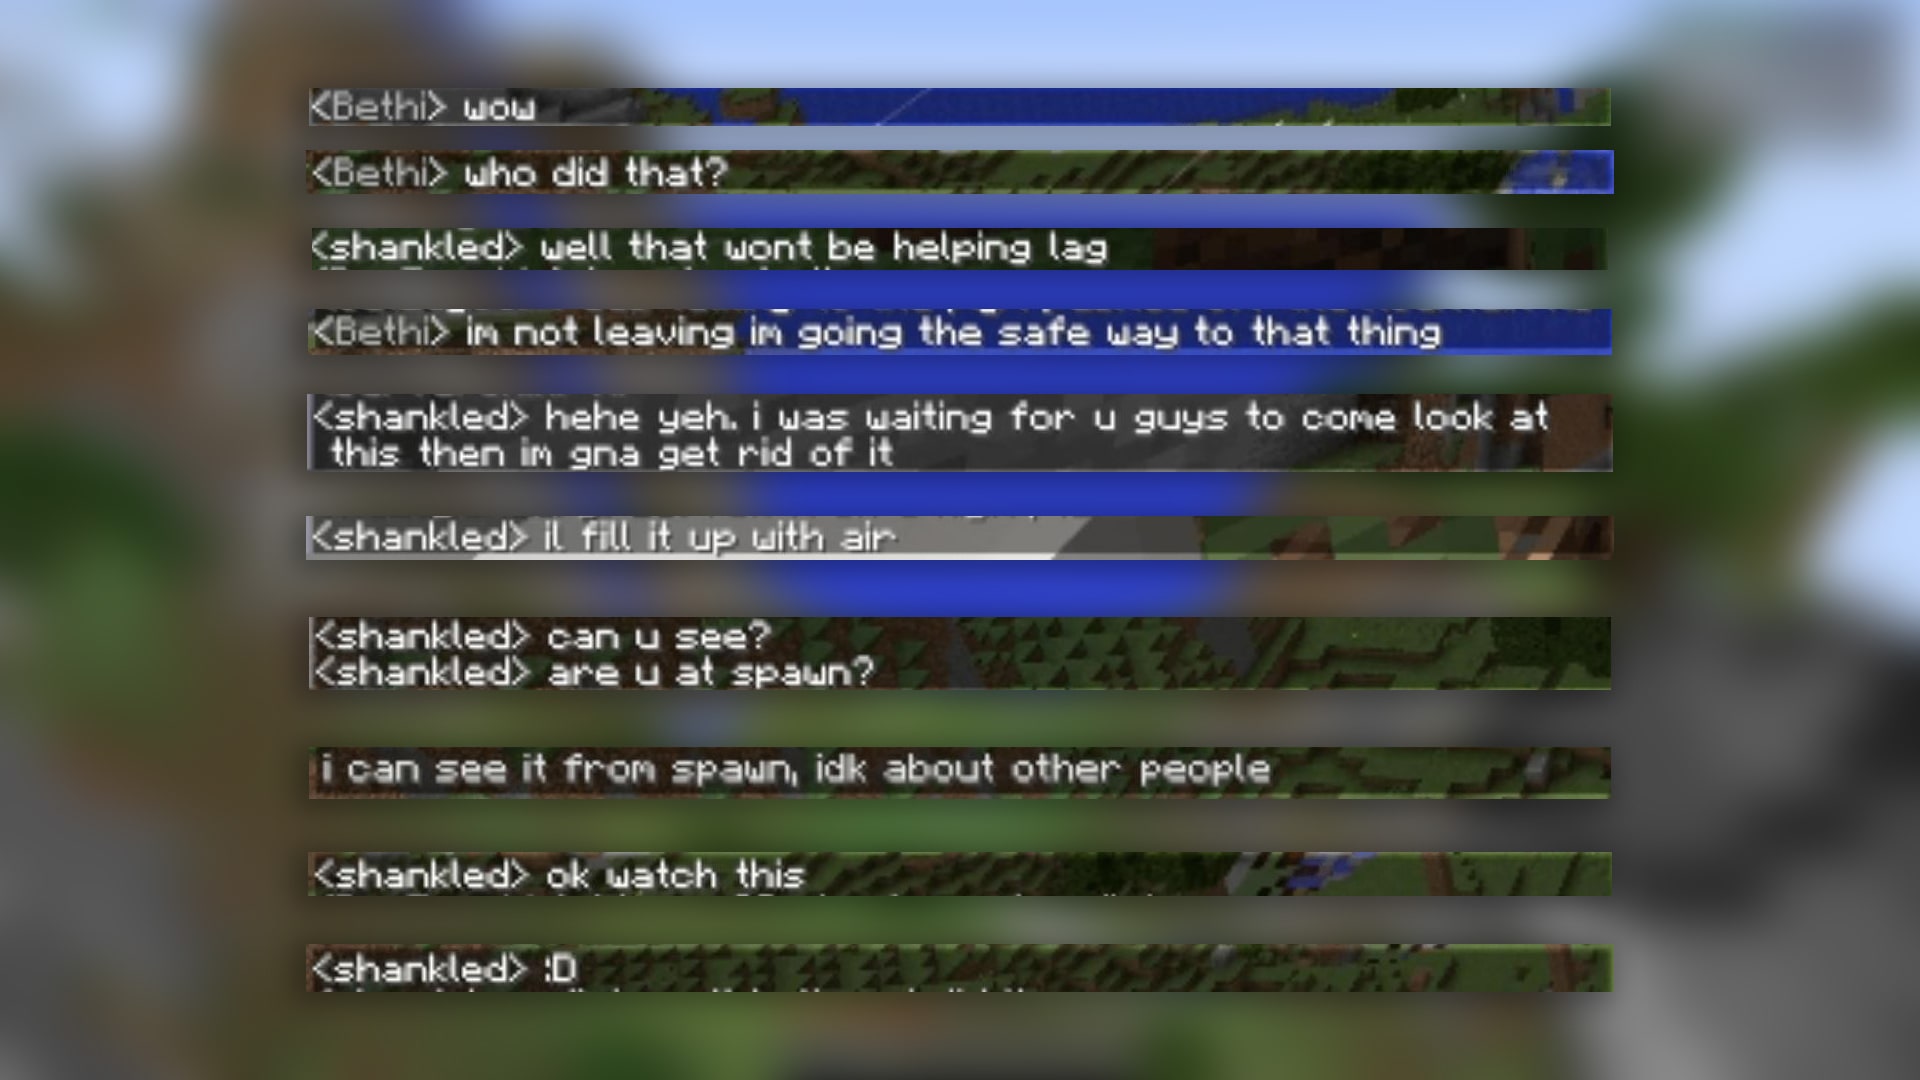 <Bethi> wow
<Bethi> who did that?
<shankled> well that wont be helping lag
<Bethi> im not leaving im going the safe way to that thing
<shankled> hehe yeh. i was waiting for u guys to come look at
this then im gna get rid of it
<shankled> il fill it up with air
<shankled> can u see?
<shankled> are u at spawn?
i can see it from spawn, idk about other people
<shankled> ok watch this
<shankled> :D